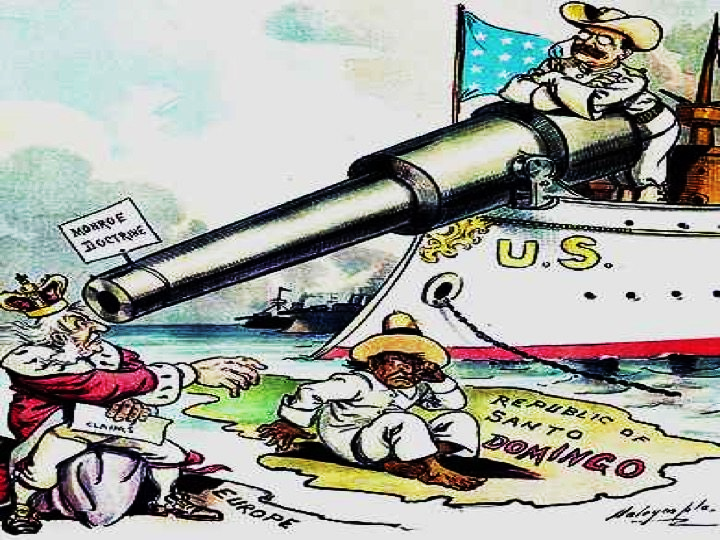 MONROE
DOCTRINE
U.S.
CLAIMS
REPUBLIC OF
SANTO
DOMINGO
EUROPE